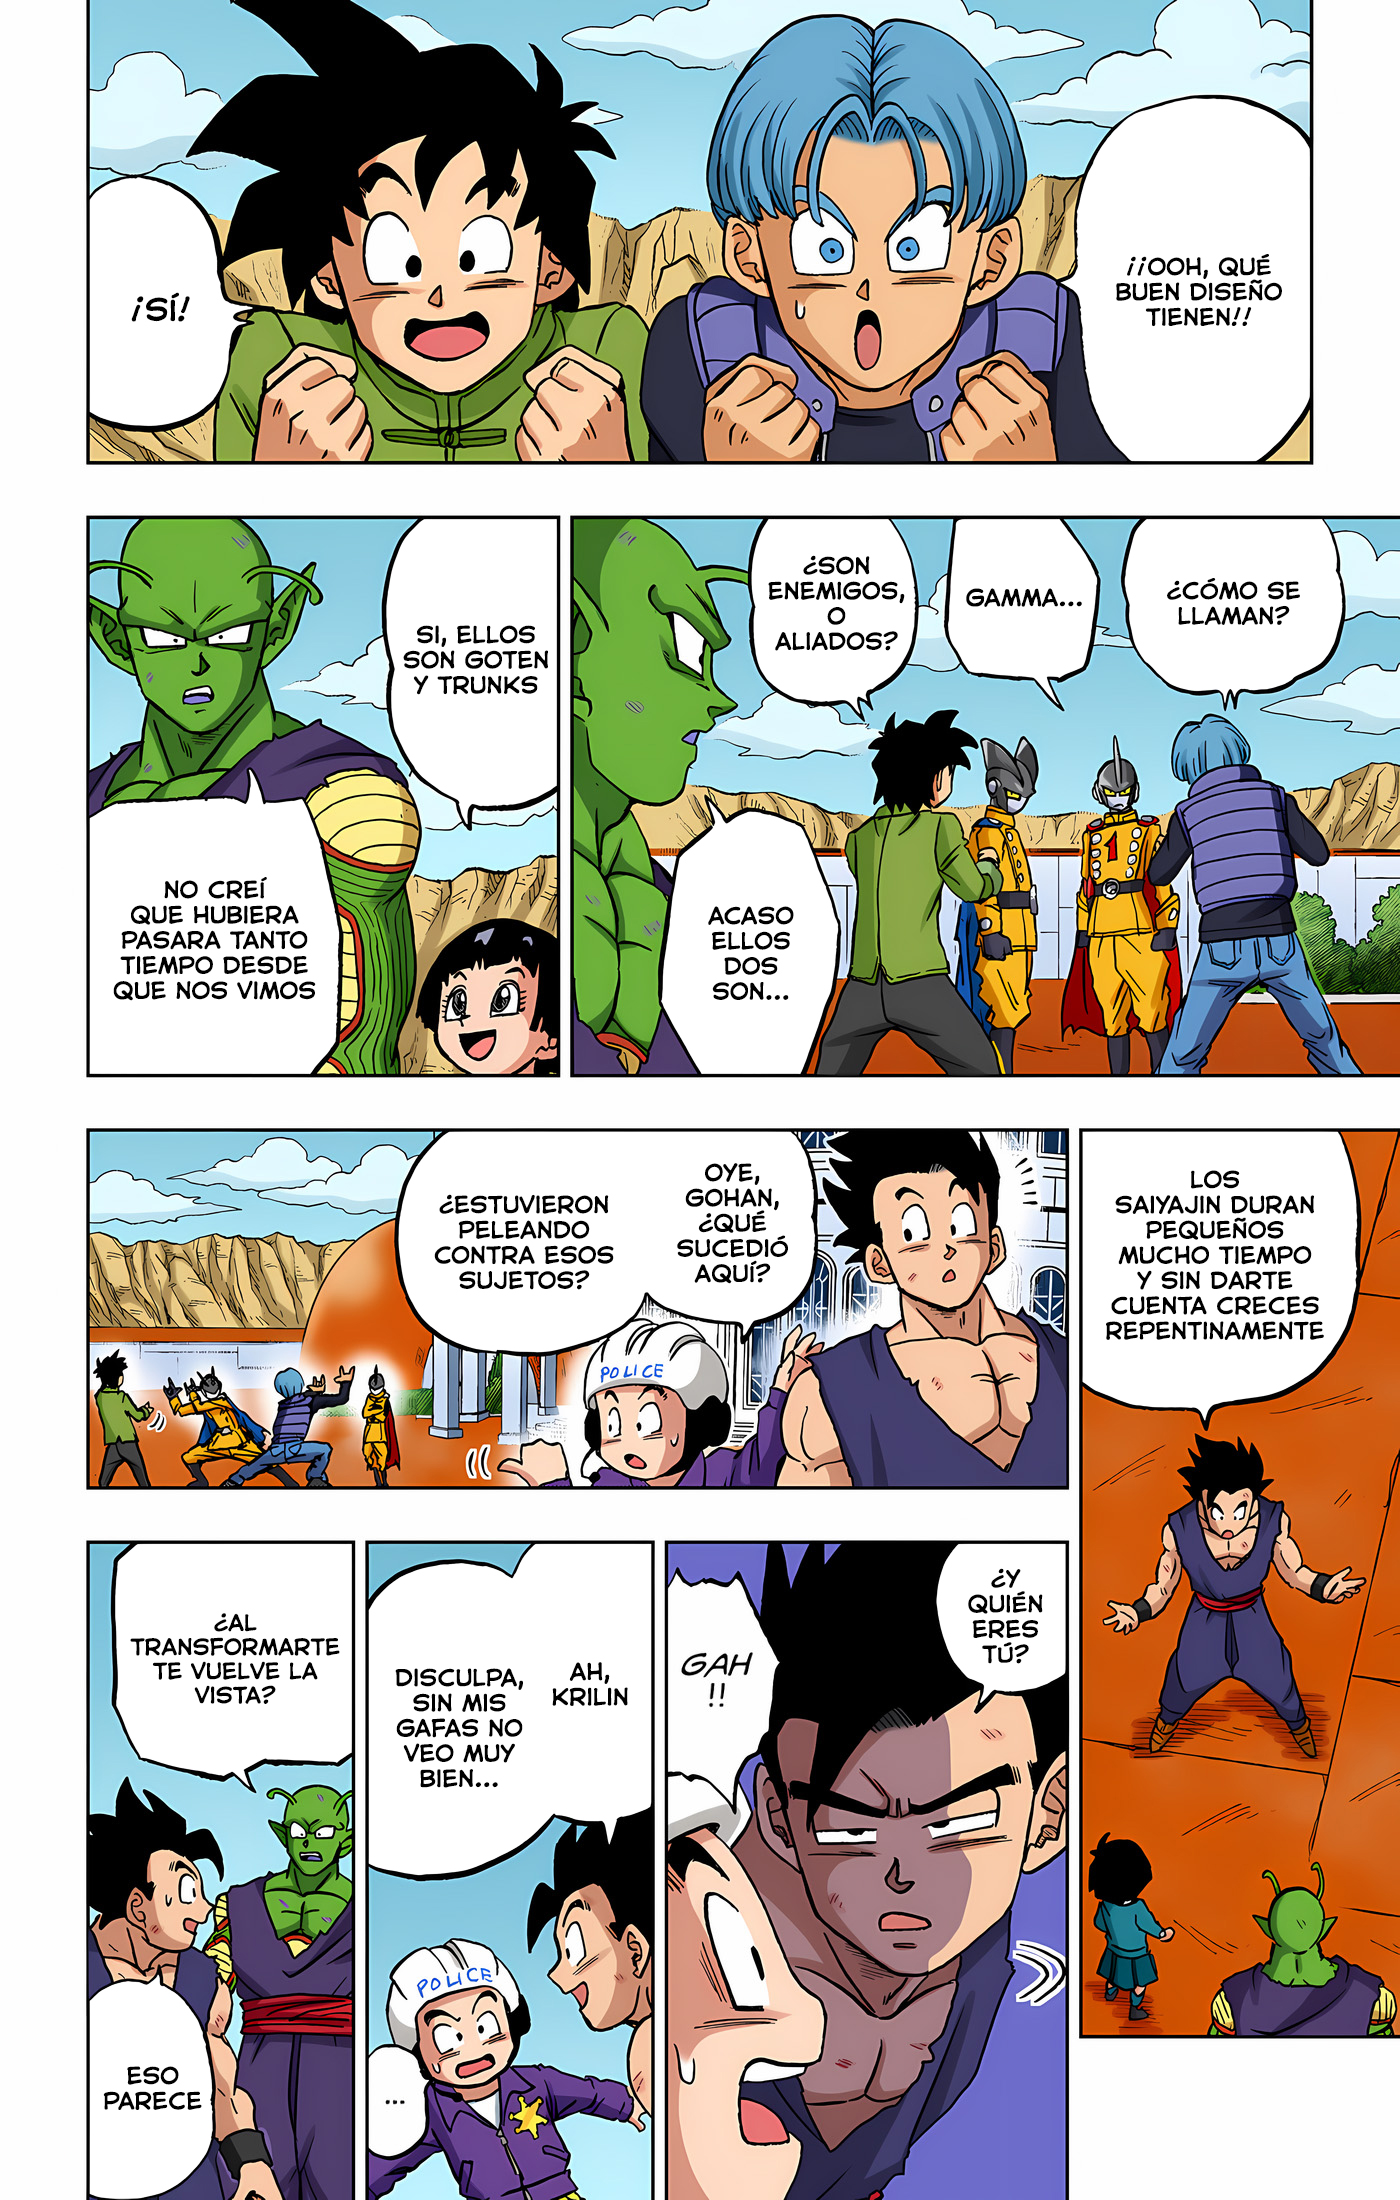 ¡¡OOH, QUÉ
BUEN DISEÑO
TIENEN!!
¡SÍ!
¿CÓMO SE
LLAMAN?
GAMMA...
¿SON
ENEMIGOS,
O
ALIADOS?
ACASO
ELLOS
DOS
SON...
1
SI, ELLOS
SON GOTEN
Y TRUNKS
NO CREÍ
QUE HUBIERA
PASARA TANTO
TIEMPO DESDE
QUE NOS VIMOS
LOS
SAIYAJIN DURAN
PEQUEÑOS
MUCHO TIEMPO
Y SIN DARTE
CUENTA CRECES
REPENTINAMENTE
OYE,
GOHAN,
¿QUÉ
SUCEDIÓ
AQUÍ?
¿ESTUVIERON
PELEANDO
CONTRA ESOS
SUJETOS?
POLICE
¿Y
QUIÉN
ERES
TÚ?
GAH
!!
AH,
KRILIN
DISCULPA,
SIN MIS
GAFAS NO
VEO MUY
BIEN...
POLICE
...
¿AL
TRANSFORMARTE
TE VUELVE LA
VISTA?
ESO
PARECE